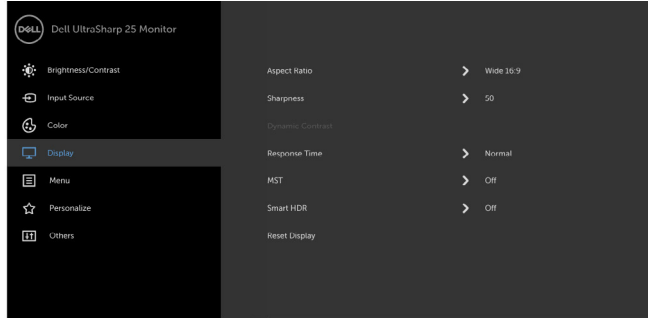 DELL
Dell UltraSharp 25 Monitor
Brightness/Contrast
Input Source
Color
Display
Menu
Personalize
Others
Aspect Ratio Wide 16:9
Sharpness 50
Dynamic Contrast
Response Time Normal
MST Off
Smart HDR Off
Reset Display